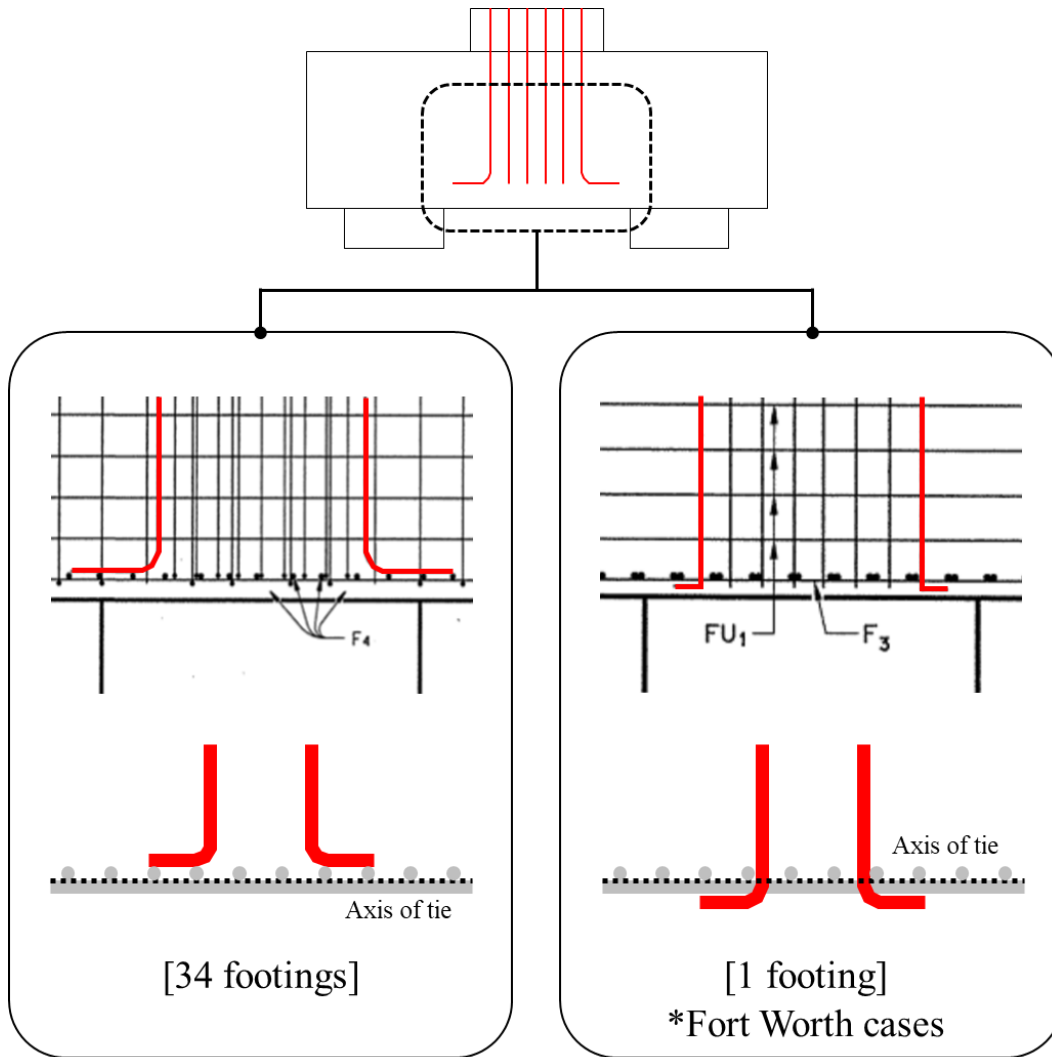 F4
FU1
F3
Axis of tie
Axis of tie
[34 footings]
[1 footing]
*Fort Worth cases